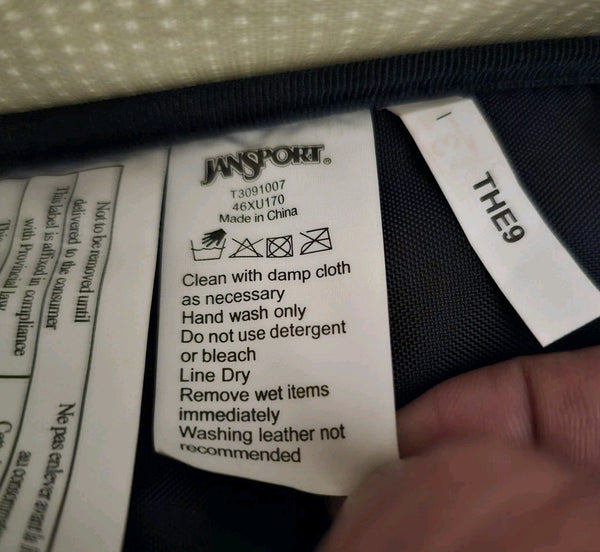 JANSPORT®
T3091007
46XU170
Made in China
Clean with damp cloth
as necessary
Hand wash only
Do not use detergent
or bleach
Line Dry
Remove wet items
immediately
Washing leather not
recommended
THE9
Not to be removed until
delivered to the consumer
This label is affixed in compliance
with Provincial law
Ne pas enlever avant la
au consommateur